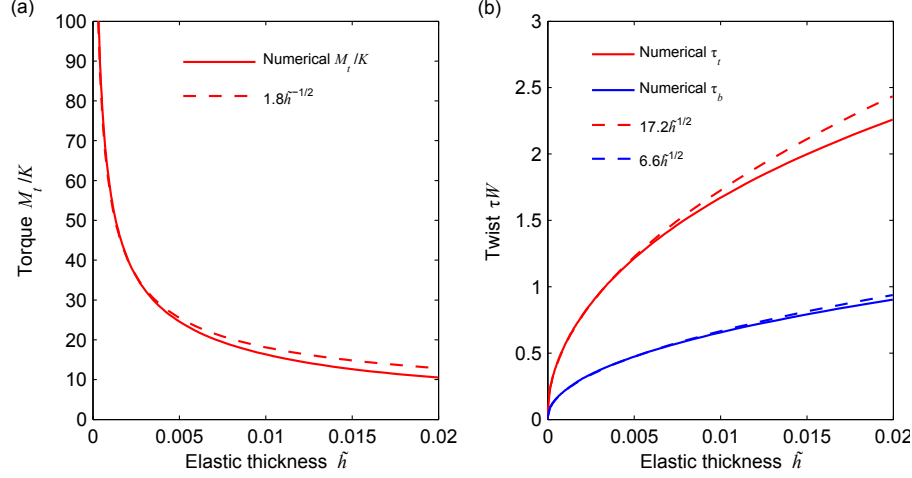 (a)
100
90
80
70
60
50
40
30
20
10
0
Torque M_t/K
Numerical M_t/K
1.8h̃^{-1/2}
0
0.005
0.01
0.015
0.02
Elastic thickness h̃
(b)
3
2.5
2
1.5
1
0.5
0
Twist τW
Numerical τ_t
Numerical τ_b
17.2h̃^{1/2}
6.6h̃^{1/2}
0
0.005
0.01
0.015
0.02
Elastic thickness h̃